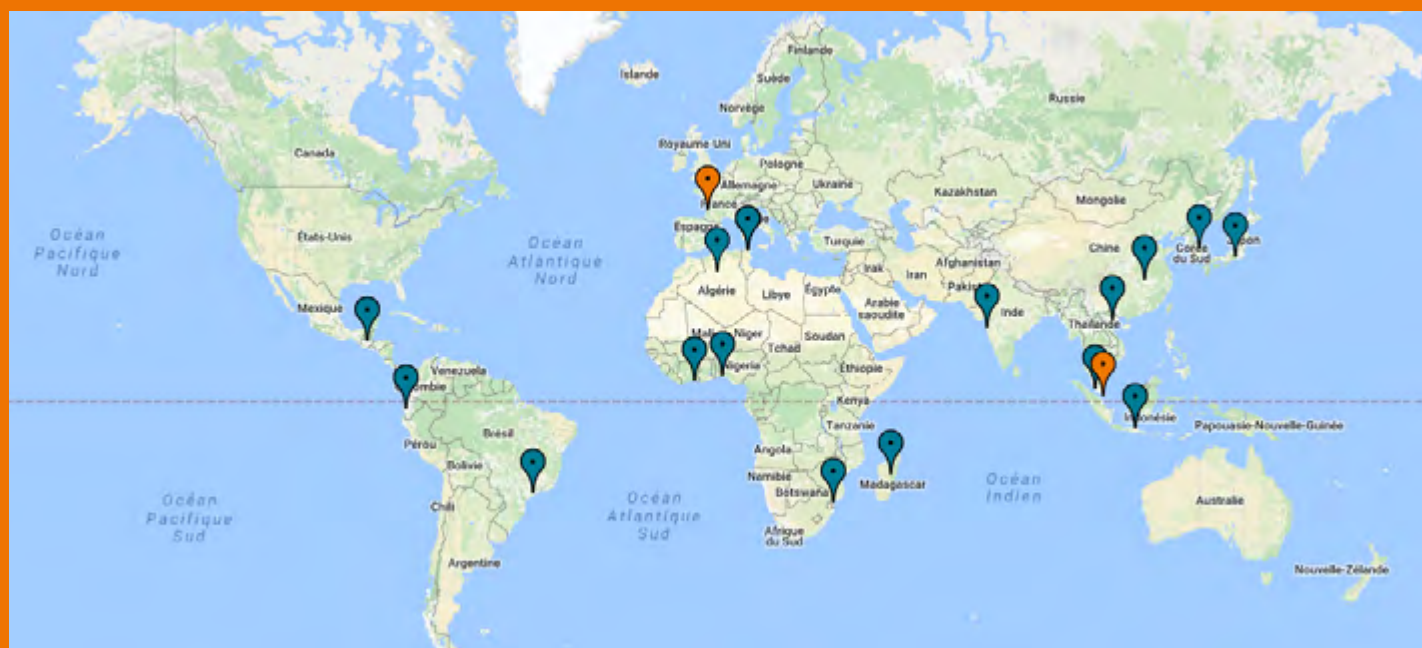 Finlande
Islande
Suède
Norvège
Russie
Royaume Uni
Canada
Pologne
Allemagne
Ukraine
France
Kazakhstan
Mongolie
Océan
Pacifique
Nord
États-Unis
Océan
Atlantique
Nord
Espagne
Turquie
Chine
Corée
du Sud
Japon
Afghanistan
Irak
Iran
Pakistan
Algérie
Libye
Égypte
Arabie
saoudite
Inde
Mexique
Thaïlande
Mali
Niger
Soudan
Tchad
Nigeria
Éthiopie
Venezuela
Colombie
Kenya
Indonésie
Papouasie-Nouvelle-Guinée
Tanzanie
Brésil
Pérou
Angola
Bolivie
Namibie
Botswana
Madagascar
Océan
Indien
Océan
Pacifique
Sud
Océan
Atlantique
Sud
Chili
Australie
Afrique
du Sud
Argentine
Nouvelle-Zélande